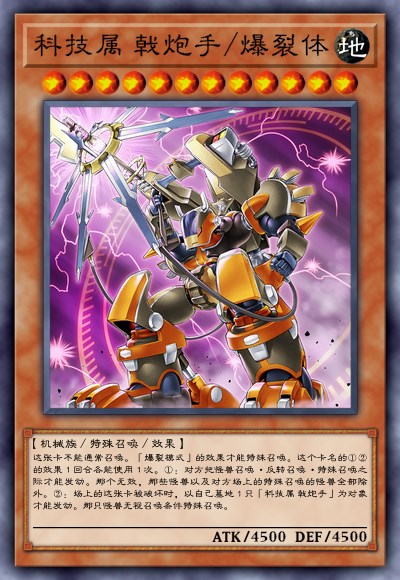 科技属 戟炮手/爆裂体
地
【机械族/特殊召唤/效果】
这张卡不能通常召唤。「爆裂模式」的效果才能特殊召唤。这个卡名的①②
的效果1回合各能使用1次。①：对方把怪兽召唤·反转召唤·特殊召唤之
际才能发动。那个无效，那些怪兽以及对方场上的特殊召唤的怪兽全部除
外。②：场上的这张卡被破坏时，以自己墓地1只「科技属 戟炮手」为对象
才能发动。那只怪兽无视召唤条件特殊召唤。
ATK/4500 DEF/4500